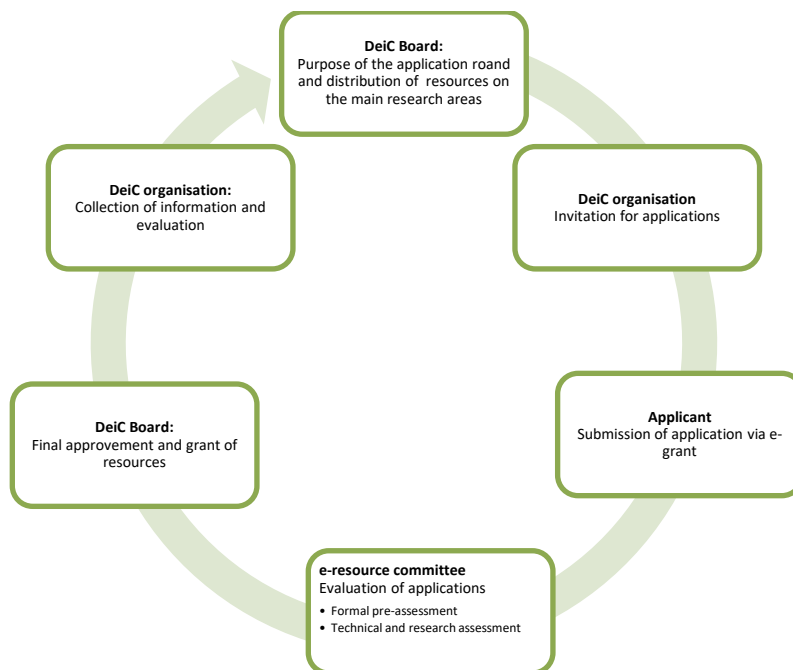 DeiC Board:
Purpose of the application roand
and distribution of resources on
the main research areas
DeiC organisation
Invitation for applications
Applicant
Submission of application via e-
grant
e-resource committee
Evaluation of applications
• Formal pre-assessment
• Technical and research assessment
DeiC Board:
Final approvement and grant of
resources
DeiC organisation:
Collection of information and
evaluation